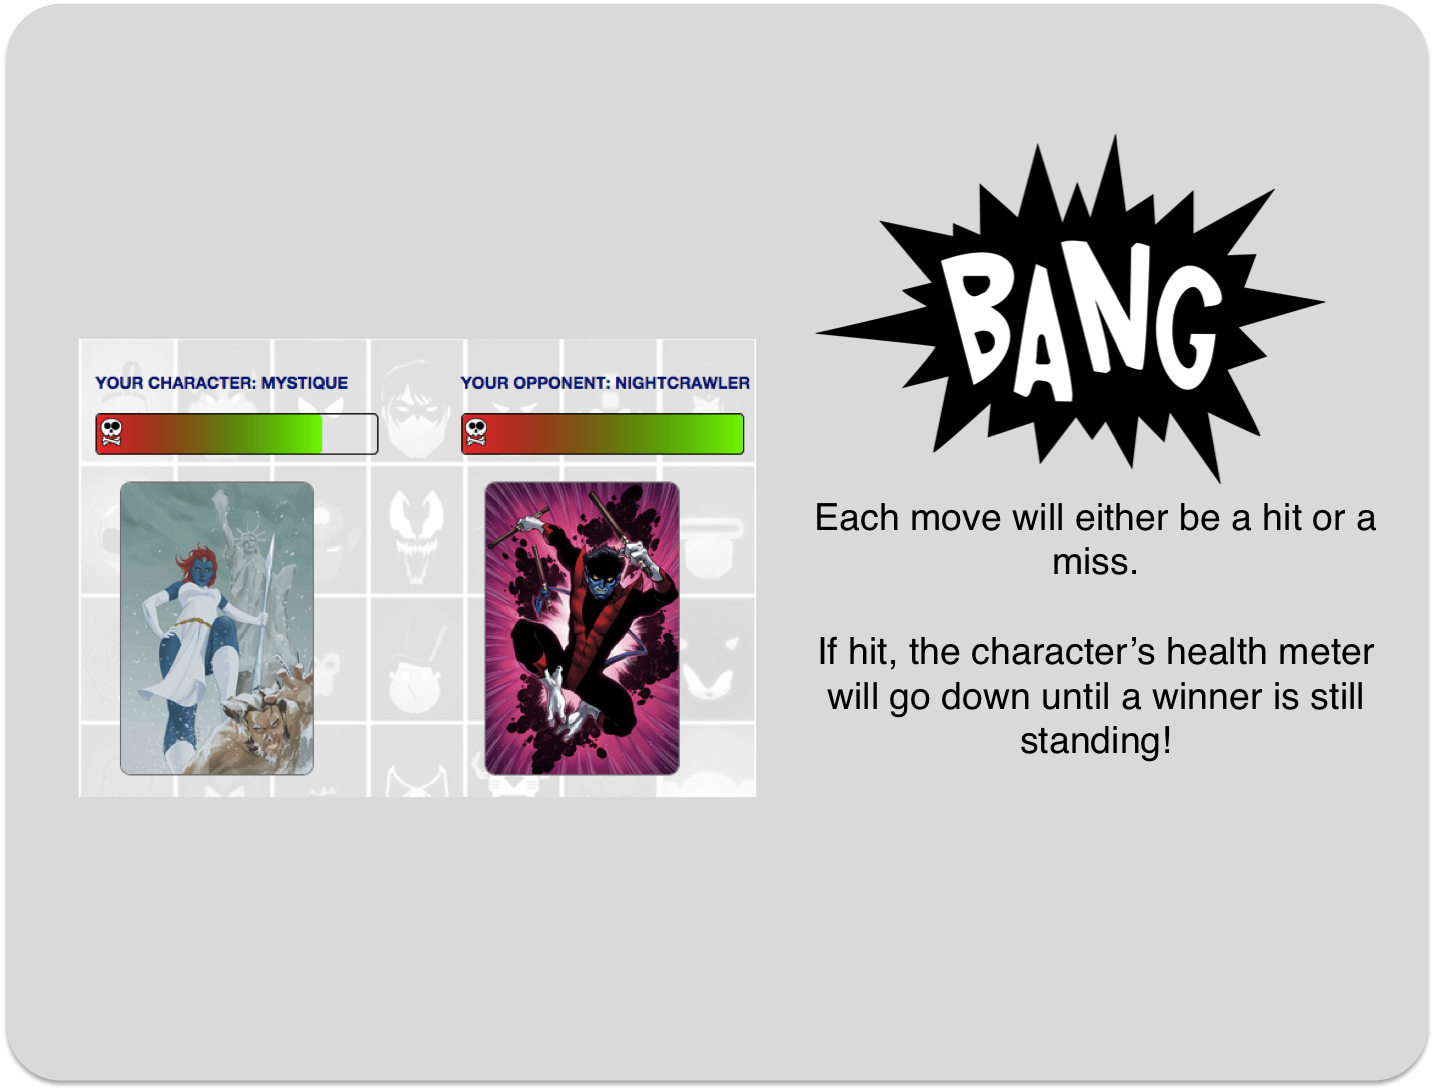 YOUR CHARACTER: MYSTIQUE
YOUR OPPONENT: NIGHTCRAWLER
BANG
Each move will either be a hit or a
miss.
If hit, the character’s health meter
will go down until a winner is still
standing!